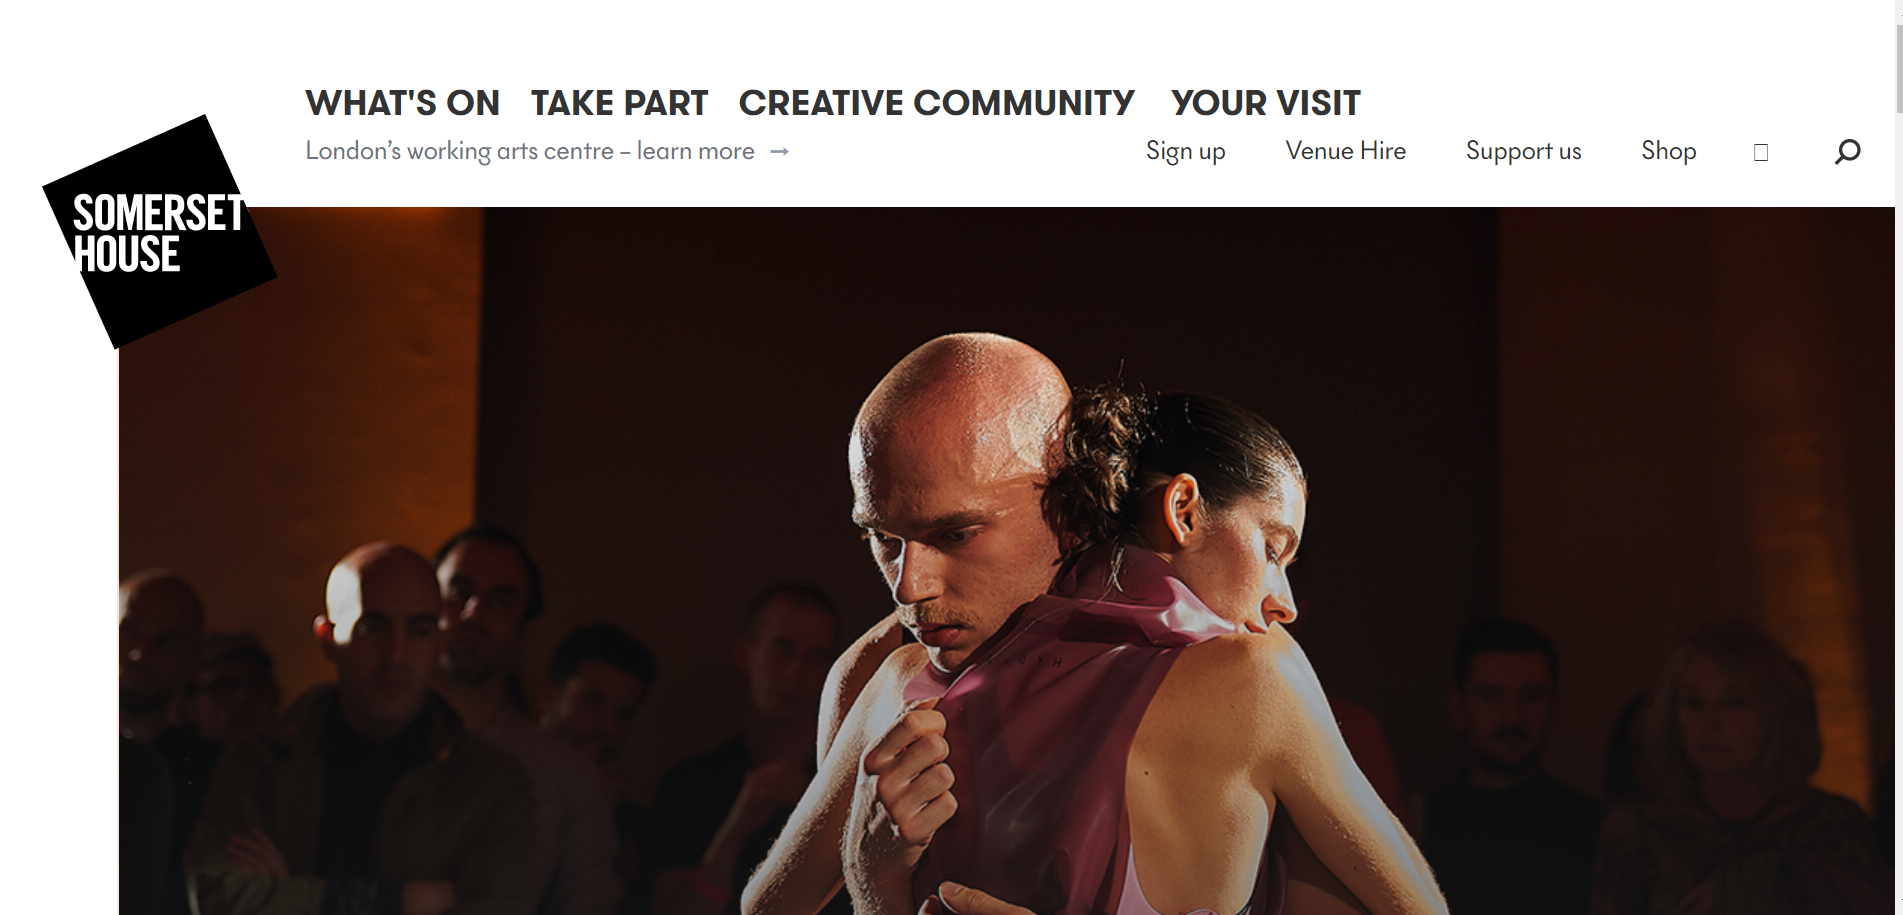 WHAT'S ON TAKE PART CREATIVE COMMUNITY YOUR VISIT
London's working arts centre – learn more → Sign up Venue Hire Support us Shop
SOMERSET
HOUSE